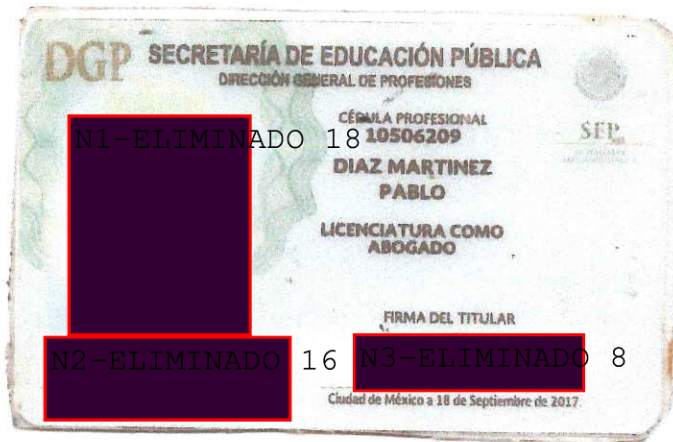 DGP SECRETARÍA DE EDUCACIÓN PÚBLICA
DIRECCIÓN GENERAL DE PROFESIONES
CÉDULA PROFESIONAL
10506209
SEP
DIAZ MARTINEZ
PABLO
LICENCIATURA COMO
ABOGADO
N1-ELIMINADO 18
FIRMA DEL TITULAR
N2-ELIMINADO 16
N3-ELIMINADO 8
Ciudad de México a 18 de Septiembre de 2017.